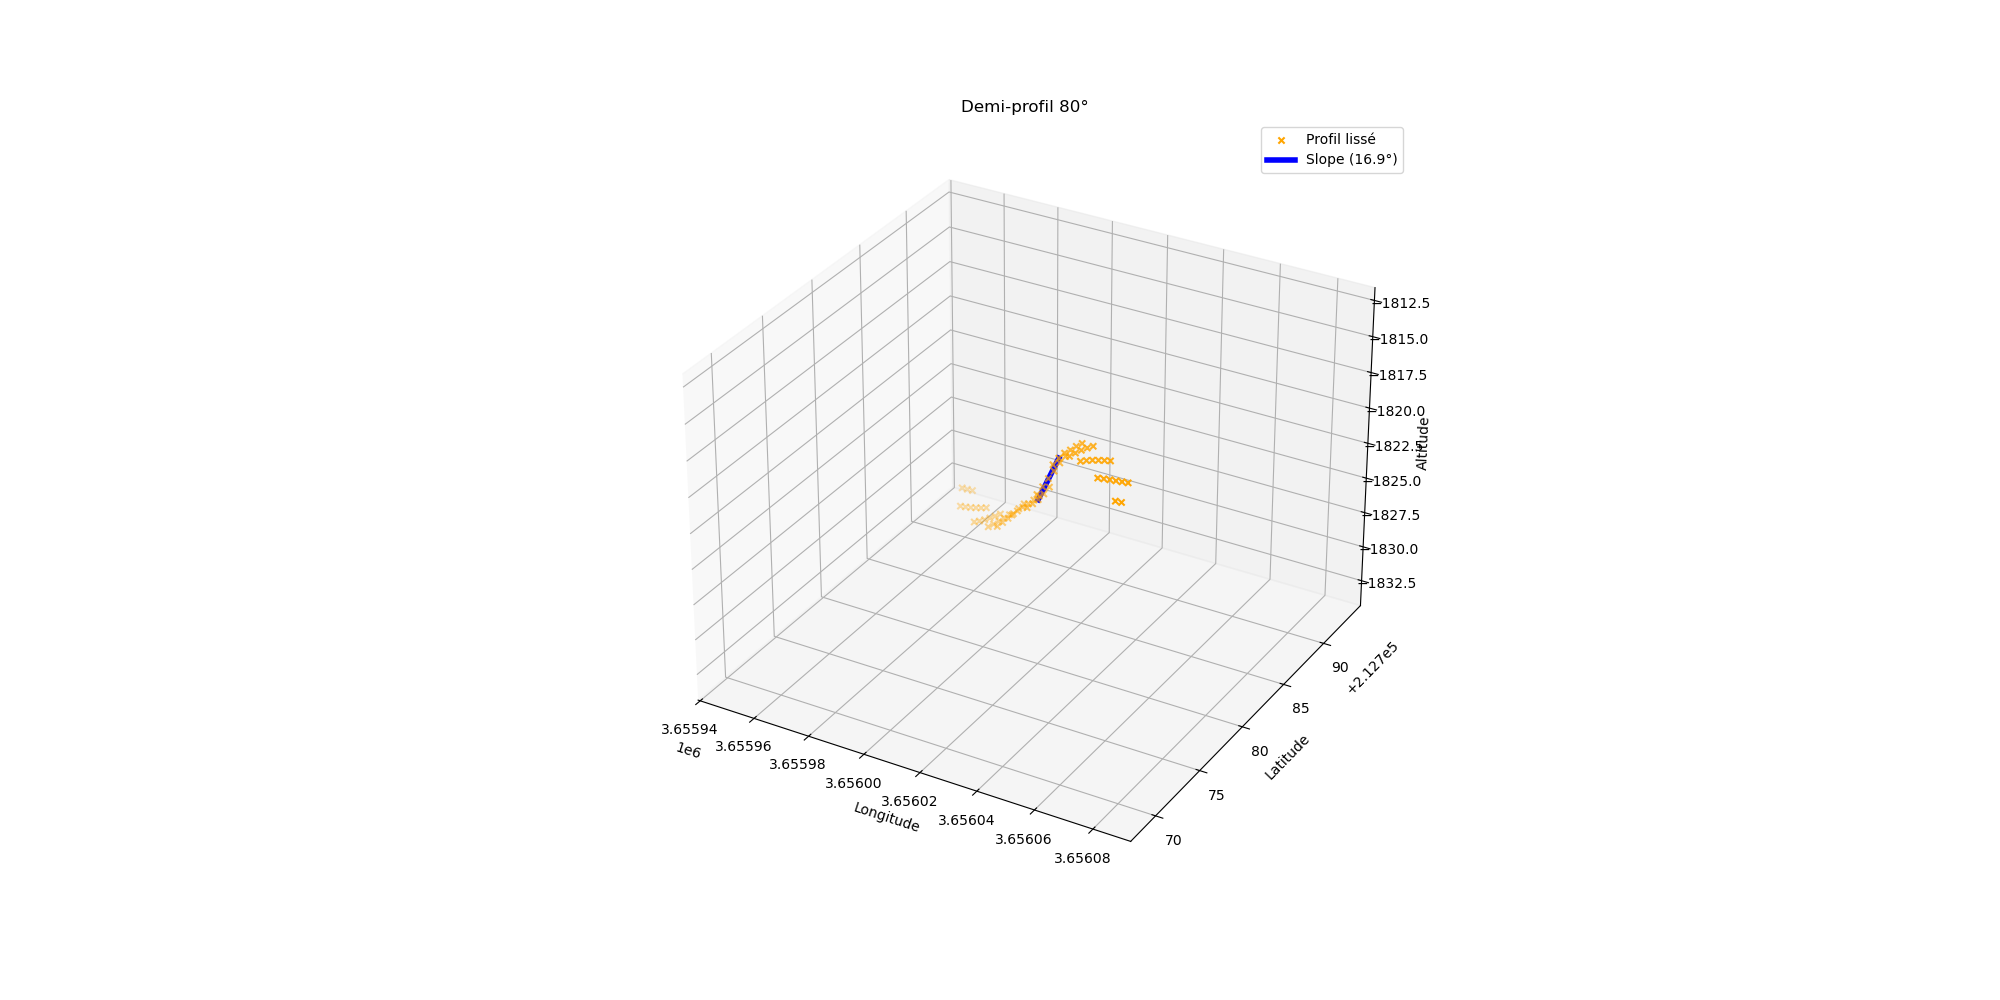 Demi-profil 80°
Profil lissé
Slope (16.9°)
−1812.5
−1815.0
−1817.5
−1820.0
−1822.5
−1825.0
−1827.5
−1830.0
−1832.5
Altitude
90
85
80
75
70
+2.127e5
Latitude
3.65594
3.65596
3.65598
3.65600
3.65602
3.65604
3.65606
3.65608
1e6
Longitude